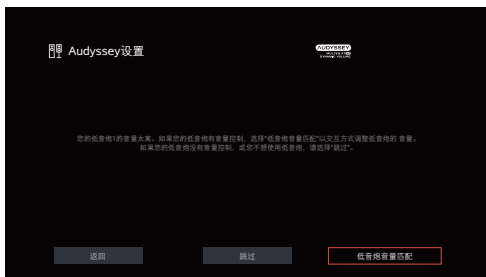 Audyssey设置
AUDYSSEY
MULTEQ XT32
DYNAMIC VOLUME
您的低音炮1的音量太高。如果您的低音炮有音量控制，选择“低音炮音量匹配”以交互方式调整低音炮的 音量。
如果您的低音炮没有音量控制，或您不想使用低音炮，请选择“跳过”。
返回
跳过
低音炮音量匹配